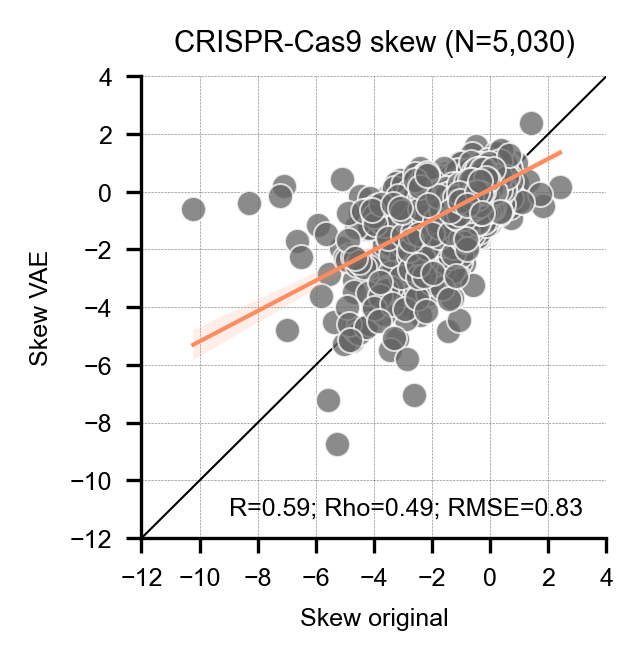 CRISPR-Cas9 skew (N=5,030)
4
2
0
−2
−4
−6
−8
−10
−12
Skew VAE
R=0.59; Rho=0.49; RMSE=0.83
−12 −10 −8 −6 −4 −2 0 2 4
Skew original